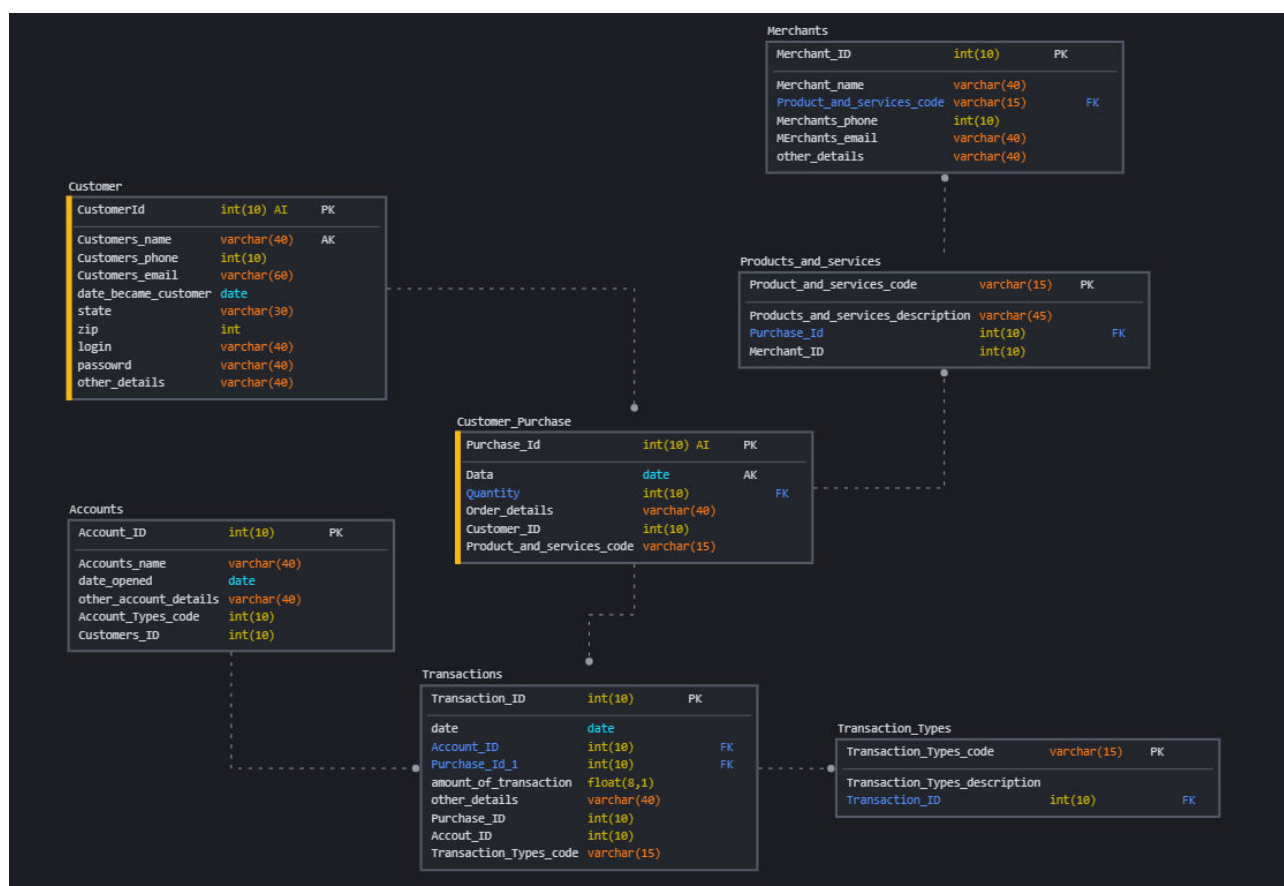 Merchants
Merchant_ID int(10) PK
Merchant_name varchar(40)
Product_and_services_code varchar(15) FK
Merchants_phone int(10)
MErchants_email varchar(40)
other_details varchar(40)
Customer
CustomerId int(10) AI PK
Customers_name varchar(40) AK
Customers_phone int(10)
Customers_email varchar(60)
date_became_customer date
state varchar(30)
zip int
login varchar(40)
passowrd varchar(40)
other_details varchar(40)
Products_and_services
Product_and_services_code varchar(15) PK
Products_and_services_description varchar(45)
Purchase_Id int(10) FK
Merchant_ID int(10)
Customer_Purchase
Purchase_Id int(10) AI PK
Data date AK
Quantity int(10) FK
Order_details varchar(40)
Customer_ID int(10)
Product_and_services_code varchar(15)
Accounts
Account_ID int(10) PK
Accounts_name varchar(40)
date_opened date
other_account_details varchar(40)
Account_Types_code int(10)
Customers_ID int(10)
Transactions
Transaction_ID int(10) PK
date date
Account_ID int(10) FK
Purchase_Id_1 int(10) FK
amount_of_transaction float(8,1)
other_details varchar(40)
Purchase_ID int(10)
Accout_ID int(10)
Transaction_Types_code varchar(15)
Transaction_Types
Transaction_Types_code varchar(15) PK
Transaction_Types_description
Transaction_ID int(10) FK